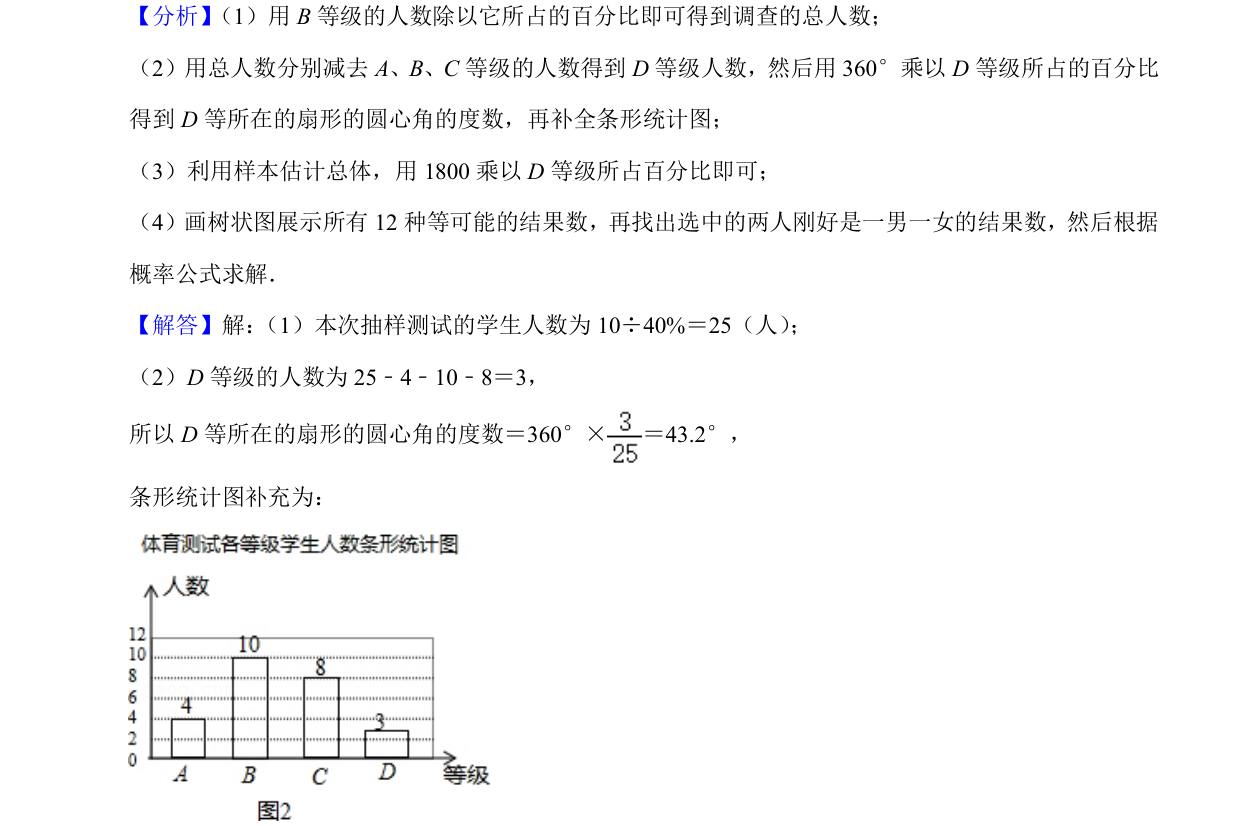 【分析】（1）用 B 等级的人数除以它所占的百分比即可得到调查的总人数；
（2）用总人数分别减去 A、B、C 等级的人数得到 D 等级人数，然后用 360°乘以 D 等级所占的百分比
得到 D 等所在的扇形的圆心角的度数，再补全条形统计图；
（3）利用样本估计总体，用 1800 乘以 D 等级所占百分比即可；
（4）画树状图展示所有 12 种等可能的结果数，再找出选中的两人刚好是一男一女的结果数，然后根据
概率公式求解．
【解答】解：（1）本次抽样测试的学生人数为 10÷40%＝25（人）；
（2）D 等级的人数为 25﹣4﹣10﹣8＝3，
所以 D 等所在的扇形的圆心角的度数＝360°×3/25＝43.2°，
条形统计图补充为：
体育测试各等级学生人数条形统计图
人数
12
10
8
6
4
2
0
4
10
8
3
A B C D
等级
图2